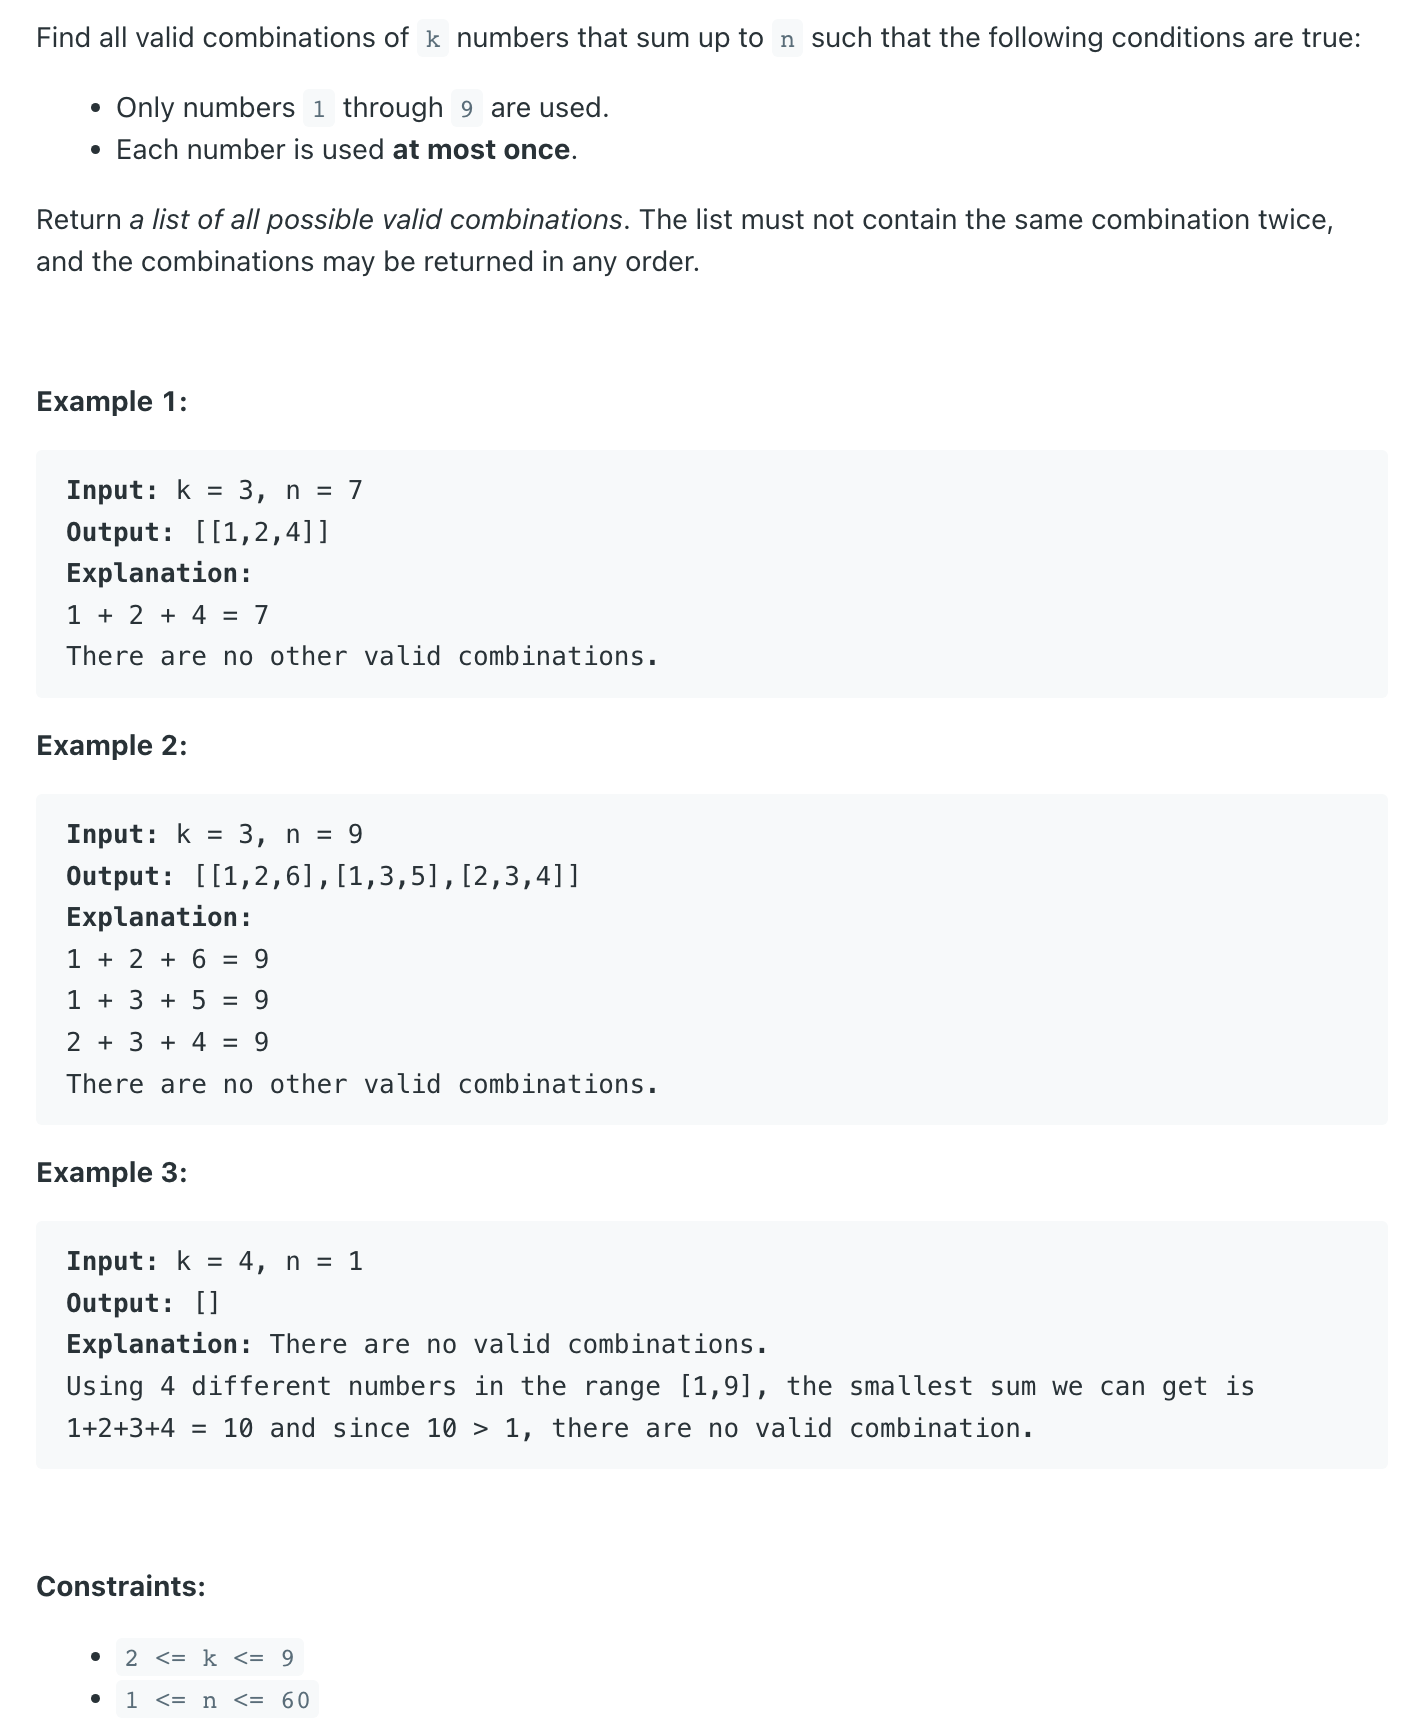 Find all valid combinations of k numbers that sum up to n such that the following conditions are true:
• Only numbers 1 through 9 are used.
• Each number is used at most once.
Return a list of all possible valid combinations. The list must not contain the same combination twice,
and the combinations may be returned in any order.
Example 1:
Input: k = 3, n = 7
Output: [[1,2,4]]
Explanation:
1 + 2 + 4 = 7
There are no other valid combinations.
Example 2:
Input: k = 3, n = 9
Output: [[1,2,6],[1,3,5],[2,3,4]]
Explanation:
1 + 2 + 6 = 9
1 + 3 + 5 = 9
2 + 3 + 4 = 9
There are no other valid combinations.
Example 3:
Input: k = 4, n = 1
Output: []
Explanation: There are no valid combinations.
Using 4 different numbers in the range [1,9], the smallest sum we can get is
1+2+3+4 = 10 and since 10 > 1, there are no valid combination.
Constraints:
• 2 <= k <= 9
• 1 <= n <= 60